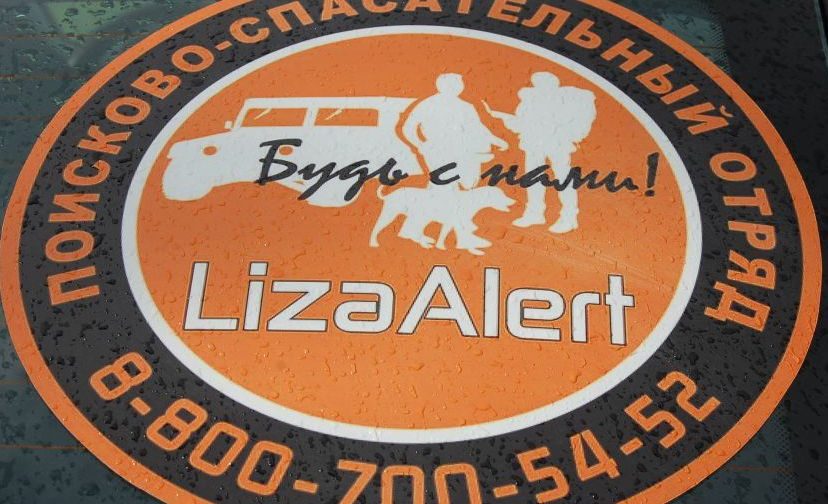 ПОИСКОВО-СПАСАТЕЛЬНЫЙ ОТРЯД
Будь с нами!
LizaAlert
8-800-700-54-52